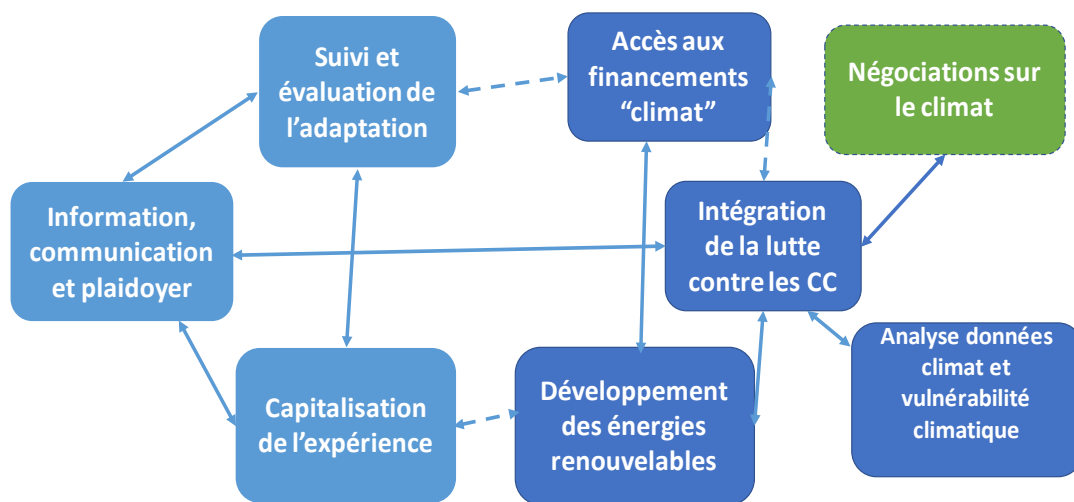 Suivi et
évaluation de
l’adaptation
Accès aux
financements
“climat”
Négociations sur
le climat
Information,
communication
et plaidoyer
Intégration
de la lutte
contre les CC
Capitalisation
de l’expérience
Développement
des énergies
renouvelables
Analyse données
climat et
vulnérabilité
climatique